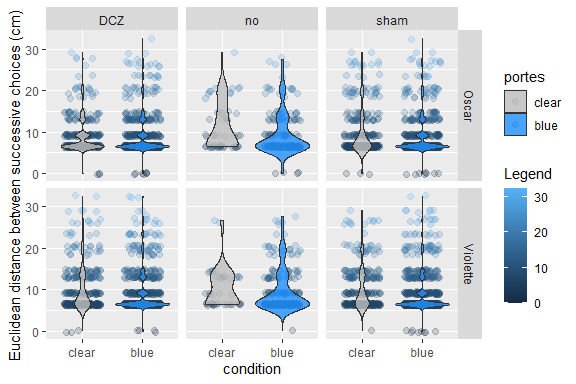 DCZ
no
sham
Euclidean distance between successive choices (cm)
30
20
10
0
Oscar
30
20
10
0
Violette
clear
blue
clear
blue
clear
blue
condition
portes
clear
blue
Legend
30
20
10
0